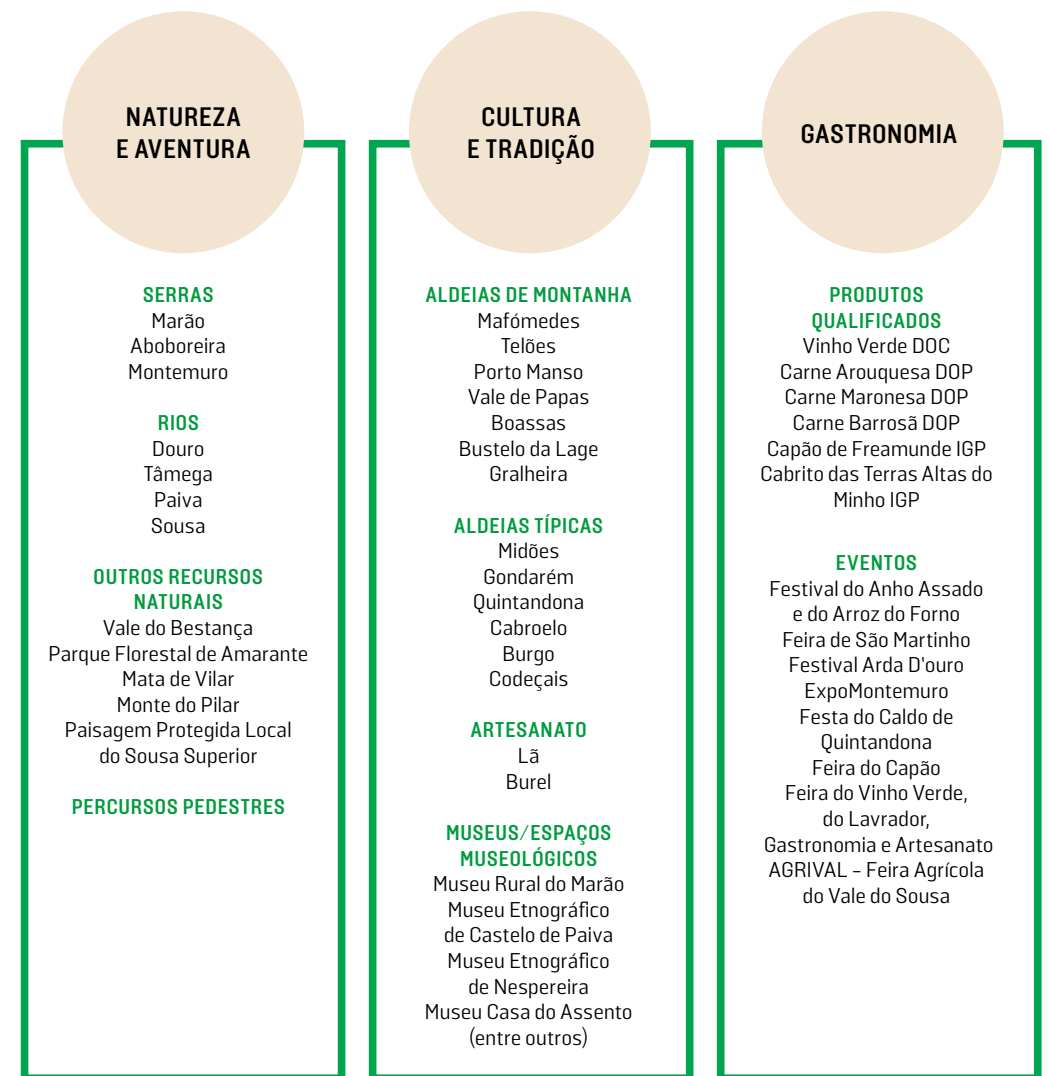 NATUREZA
E AVENTURA
SERRAS
Marão
Aboboreira
Montemuro
RIOS
Douro
Tâmega
Paiva
Sousa
OUTROS RECURSOS
NATURAIS
Vale do Bestança
Parque Florestal de Amarante
Mata de Vilar
Monte do Pilar
Paisagem Protegida Local
do Sousa Superior
PERCURSOS PEDESTRES
CULTURA
E TRADIÇÃO
ALDEIAS DE MONTANHA
Mafómedes
Telões
Porto Manso
Vale de Papas
Boassas
Bustelo da Lage
Gralheira
ALDEIAS TÍPICAS
Midões
Gondarém
Quintandona
Cabroelo
Burgo
Codeçais
ARTESANATO
Lã
Burel
MUSEUS/ESPAÇOS
MUSEOLÓGICOS
Museu Rural do Marão
Museu Etnográfico
de Castelo de Paiva
Museu Etnográfico
de Nespereira
Museu Casa do Assento
(entre outros)
GASTRONOMIA
PRODUTOS
QUALIFICADOS
Vinho Verde DOC
Carne Arouquesa DOP
Carne Maronesa DOP
Carne Barrosã DOP
Capão de Freamunde IGP
Cabrito das Terras Altas do
Minho IGP
EVENTOS
Festival do Anho Assado
e do Arroz do Forno
Feira de São Martinho
Festival Arda D'ouro
ExpoMontemuro
Festa do Caldo de
Quintandona
Feira do Capão
Feira do Vinho Verde,
do Lavrador,
Gastronomia e Artesanato
AGRIVAL – Feira Agrícola
do Vale do Sousa